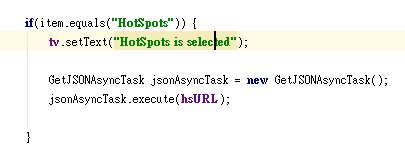 if(item.equals("HotSpots")) {
tv.setText("HotSpots is selected");
GetJSONAsyncTask jsonAsyncTask = new GetJSONAsyncTask();
jsonAsyncTask.execute(hsURL);
}